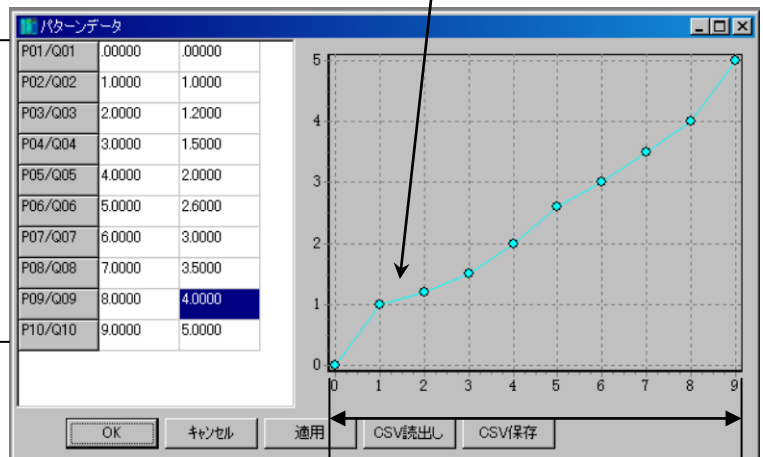 パターンデータ
P01/Q01 .00000 .00000
P02/Q02 1.0000 1.0000
P03/Q03 2.0000 1.2000
P04/Q04 3.0000 1.5000
P05/Q05 4.0000 2.0000
P06/Q06 5.0000 2.6000
P07/Q07 6.0000 3.0000
P08/Q08 7.0000 3.5000
P09/Q09 8.0000 4.0000
P10/Q10 9.0000 5.0000
5
4
3
2
1
0
0 1 2 3 4 5 6 7 8 9
OK キャンセル 適用 CSV読出し CSV保存